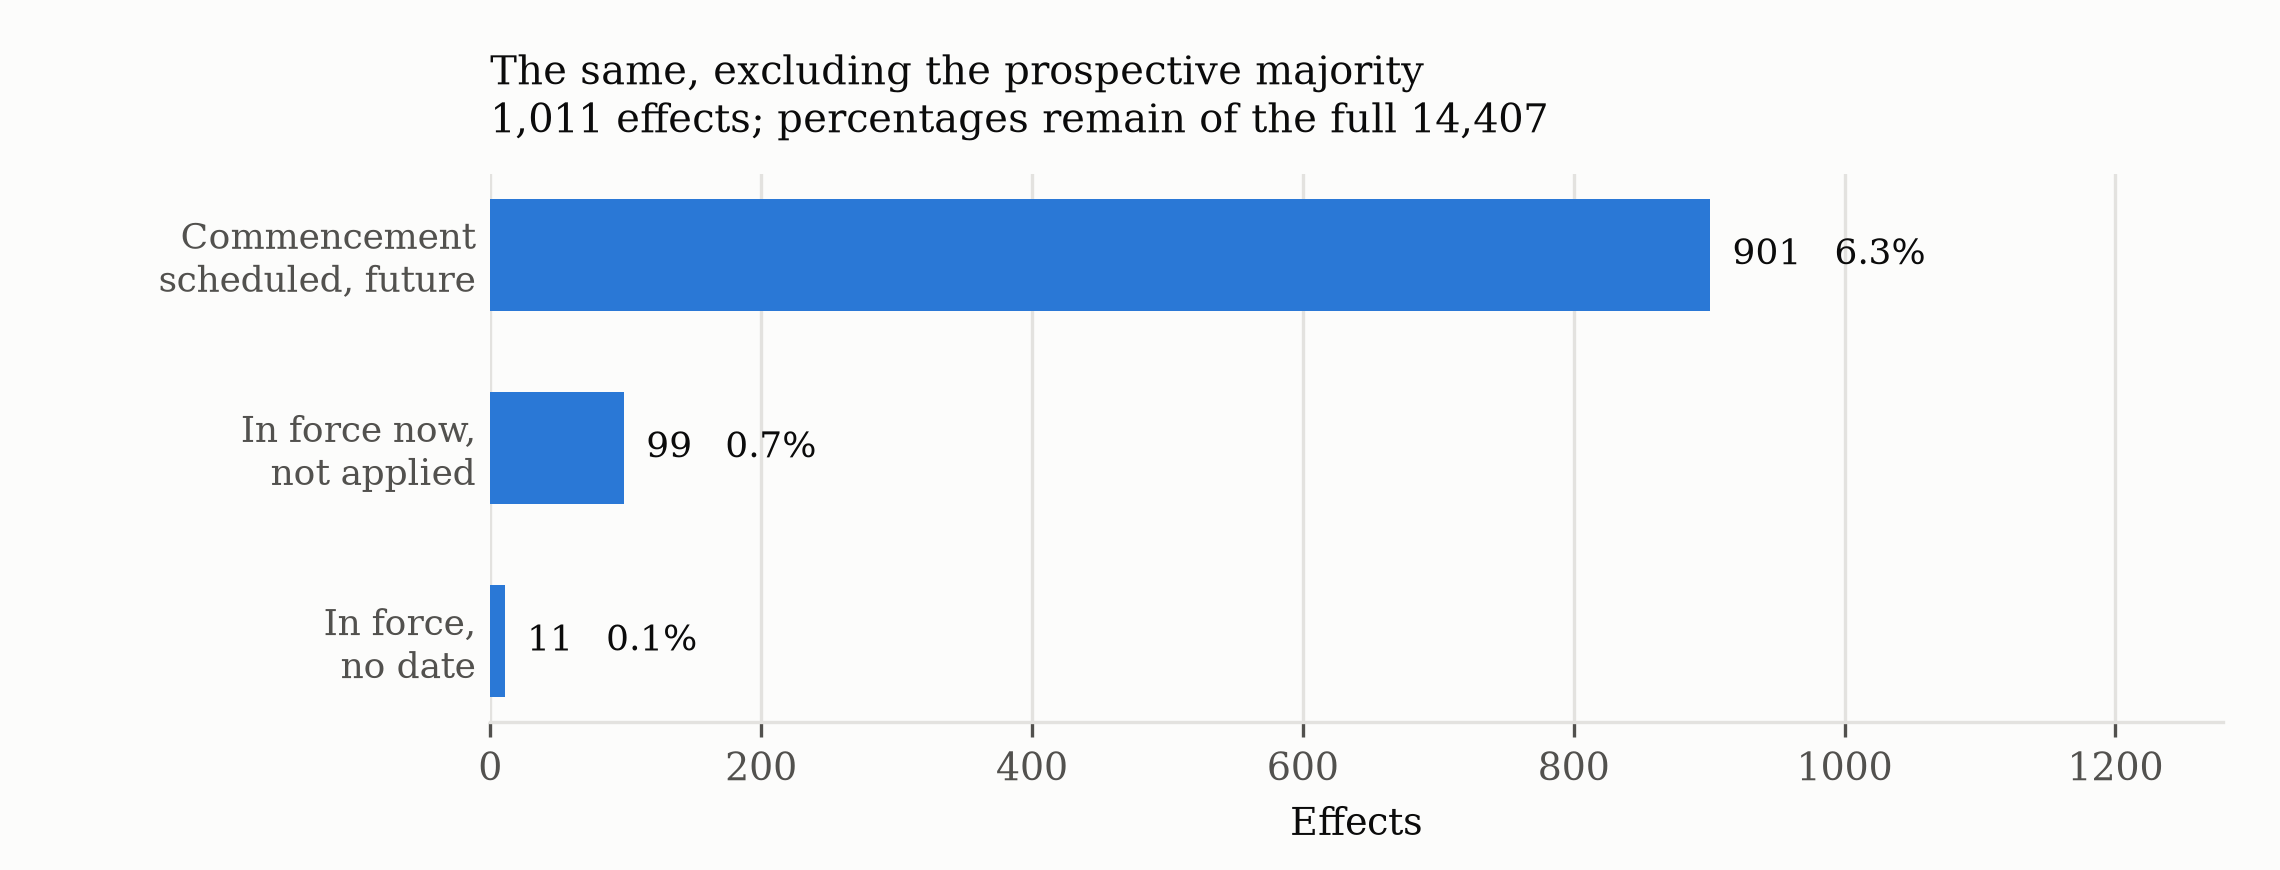 The same, excluding the prospective majority
1,011 effects; percentages remain of the full 14,407
Commencement
scheduled, future
901 6.3%
In force now,
not applied
99 0.7%
In force,
no date
11 0.1%
0 200 400 600 800 1000 1200
Effects